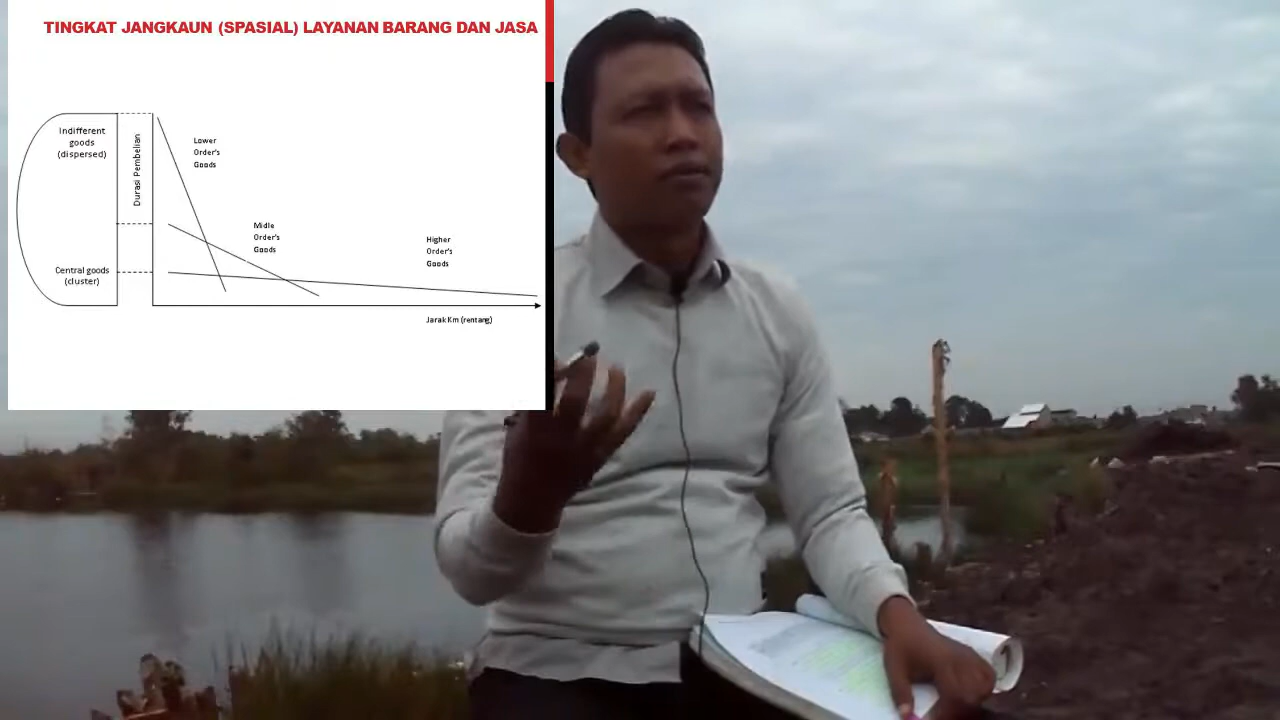 TINGKAT JANGKAUN (SPASIAL) LAYANAN BARANG DAN JASA
Indifferent
goods
(dispersed)
Durasi Pembelian
Lower
Order's
Goods
Midle
Order's
Goods
Higher
Order's
Goods
Central goods
(cluster)
Jarak Km (rentang)